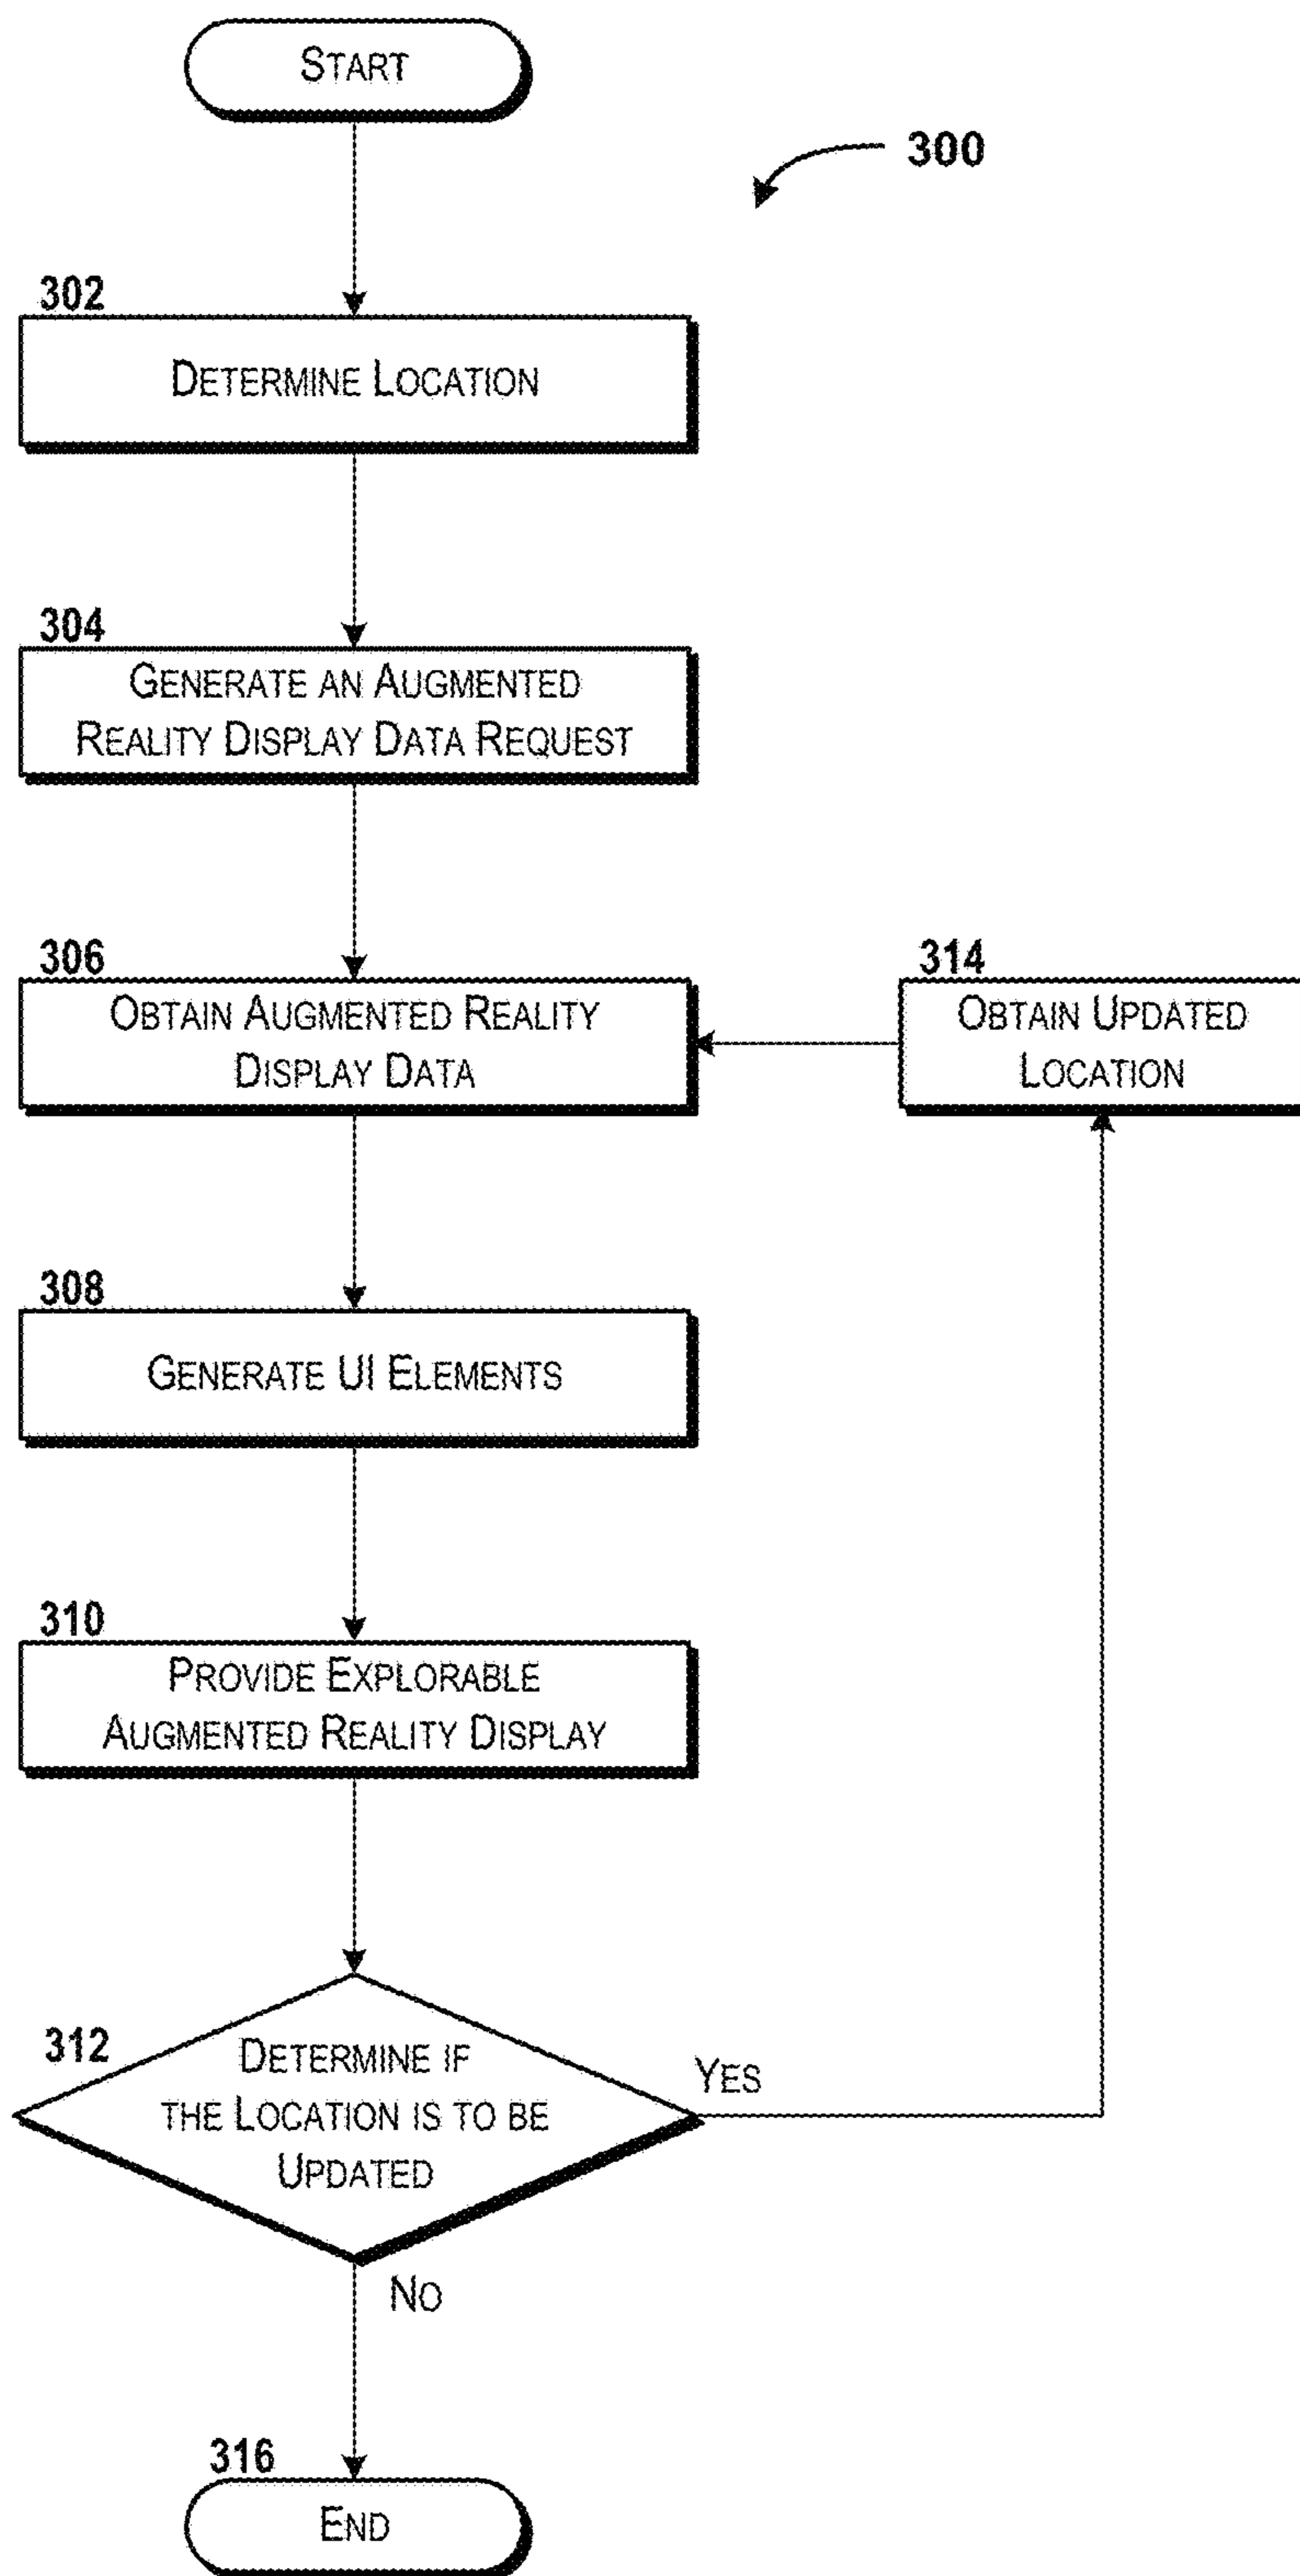 START
300
302
DETERMINE LOCATION
304
GENERATE AN AUGMENTED
REALITY DISPLAY DATA REQUEST
306
OBTAIN AUGMENTED REALITY
DISPLAY DATA
314
OBTAIN UPDATED
LOCATION
308
GENERATE UI ELEMENTS
310
PROVIDE EXPLORABLE
AUGMENTED REALITY DISPLAY
312
DETERMINE IF
THE LOCATION IS TO BE
UPDATED
YES
NO
316
END